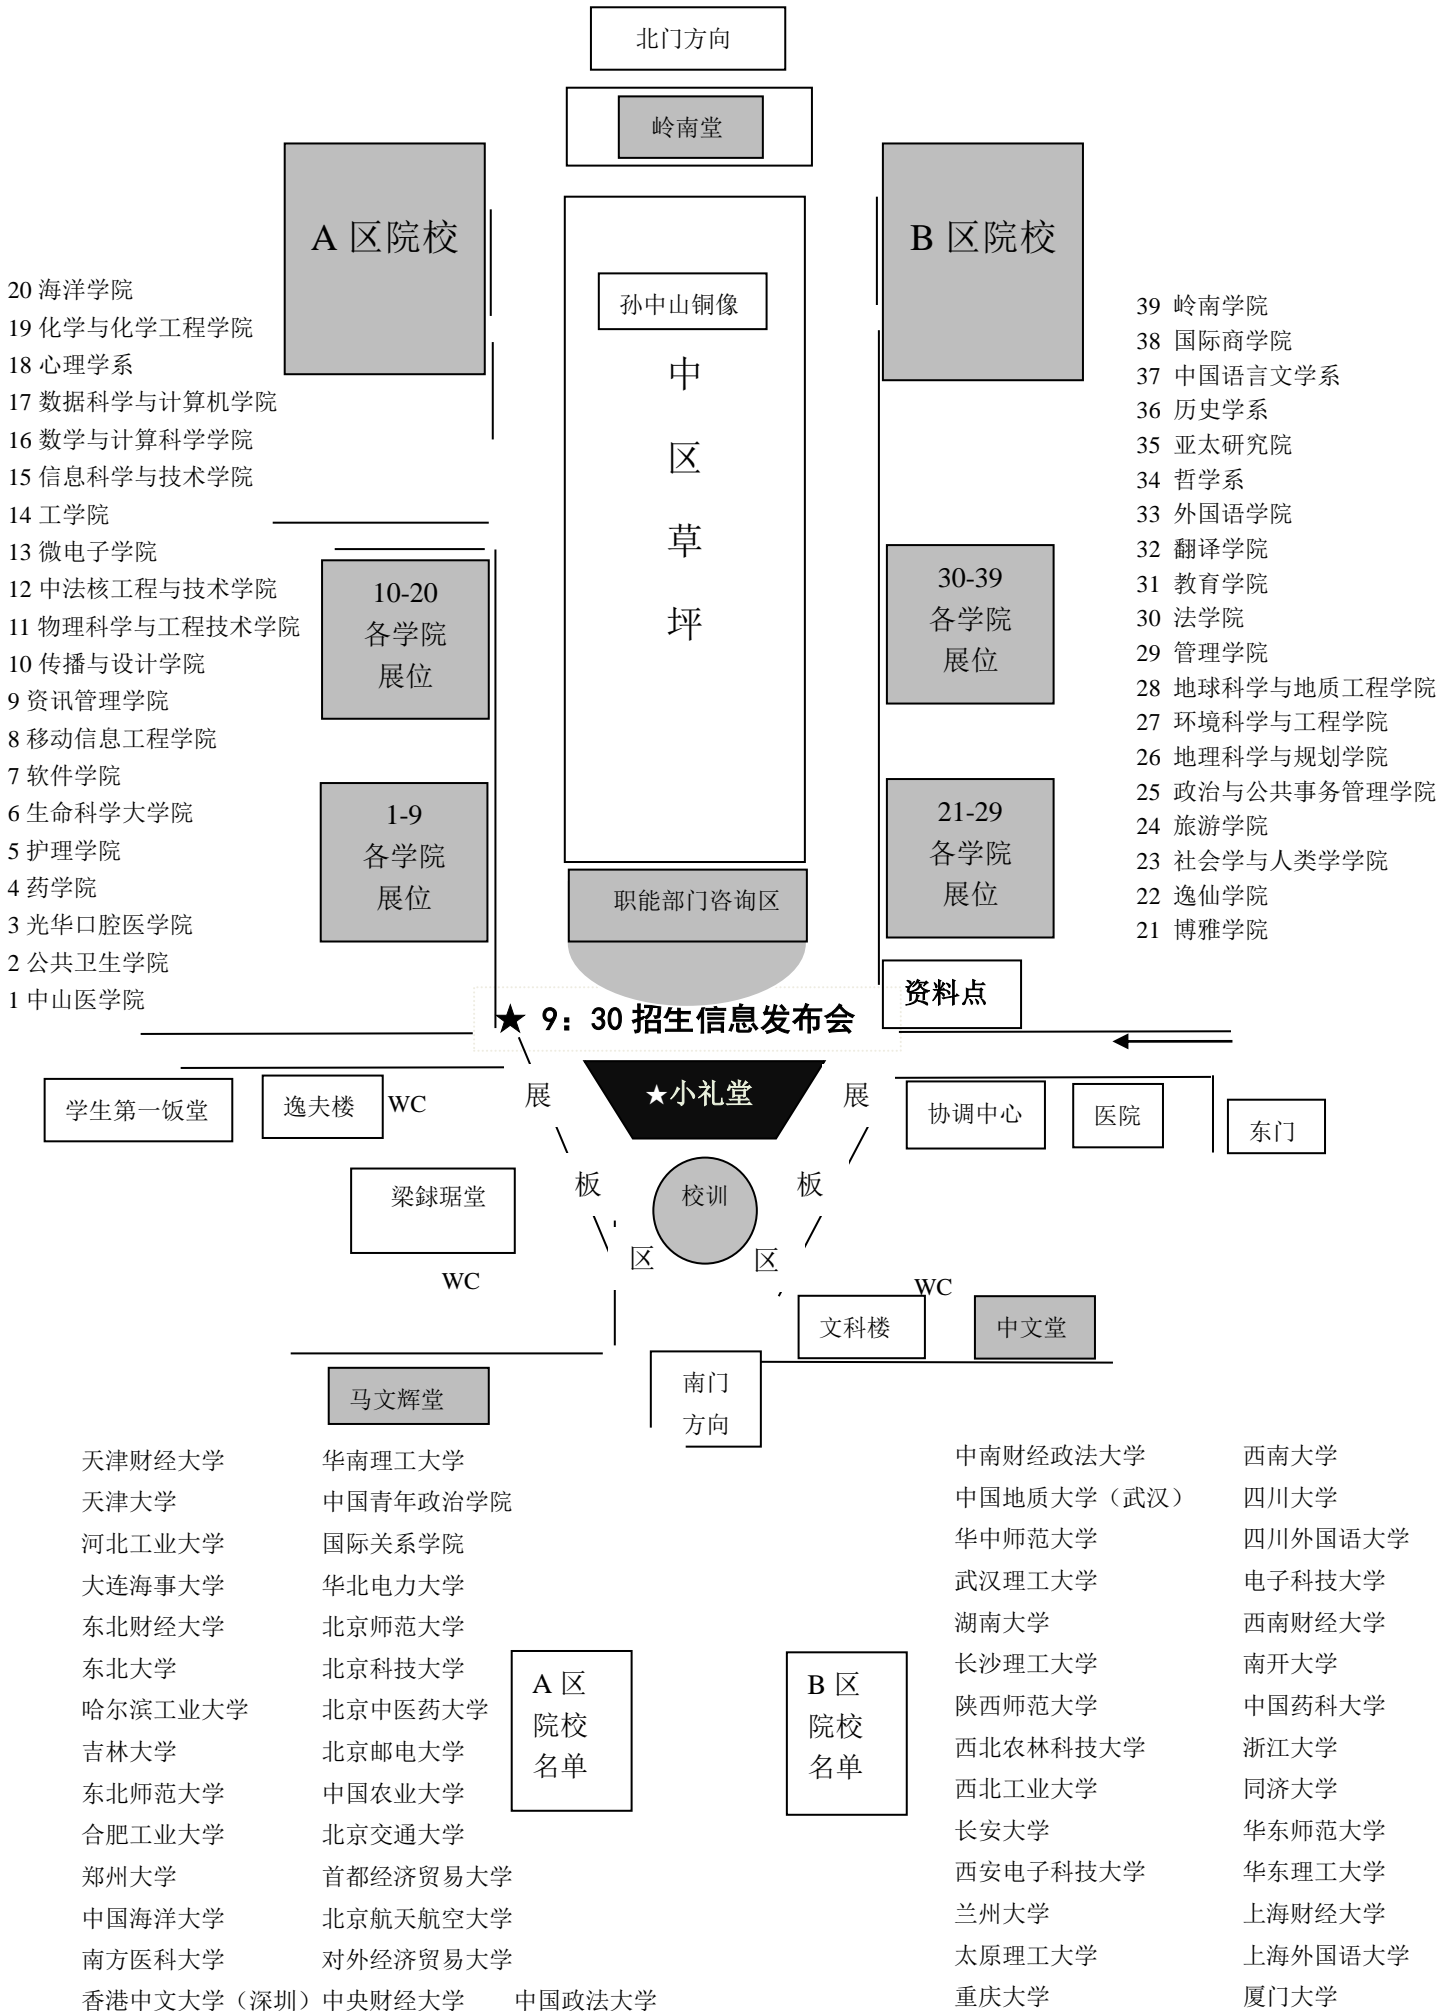 北门方向
岭南堂
A 区院校
B 区院校
孙中山铜像
中
区
草
坪
20 海洋学院
19 化学与化学工程学院
18 心理学系
17 数据科学与计算机学院
16 数学与计算科学学院
15 信息科学与技术学院
14 工学院
13 微电子学院
12 中法核工程与技术学院
11 物理科学与工程技术学院
10 传播与设计学院
9 资讯管理学院
8 移动信息工程学院
7 软件学院
6 生命科学大学院
5 护理学院
4 药学院
3 光华口腔医学院
2 公共卫生学院
1 中山医学院
39 岭南学院
38 国际商学院
37 中国语言文学系
36 历史学系
35 亚太研究院
34 哲学系
33 外国语学院
32 翻译学院
31 教育学院
30 法学院
29 管理学院
28 地球科学与地质工程学院
27 环境科学与工程学院
26 地理科学与规划学院
25 政治与公共事务管理学院
24 旅游学院
23 社会学与人类学学院
22 逸仙学院
21 博雅学院
10-20
各学院
展位
30-39
各学院
展位
1-9
各学院
展位
21-29
各学院
展位
职能部门咨询区
资料点
★ 9：30 招生信息发布会
学生第一饭堂
逸夫楼
WC
展
板
区
★小礼堂
校训
展
板
区
协调中心
医院
东门
梁銶琚堂
WC
WC
文科楼
中文堂
南门
方向
马文辉堂
天津财经大学 华南理工大学
天津大学 中国青年政治学院
河北工业大学 国际关系学院
大连海事大学 华北电力大学
东北财经大学 北京师范大学
东北大学 北京科技大学
哈尔滨工业大学 北京中医药大学
吉林大学 北京邮电大学
东北师范大学 中国农业大学
合肥工业大学 北京交通大学
郑州大学 首都经济贸易大学
中国海洋大学 北京航天航空大学
南方医科大学 对外经济贸易大学
香港中文大学（深圳） 中央财经大学 中国政法大学
A 区
院校
名单
B 区
院校
名单
中南财经政法大学 西南大学
中国地质大学（武汉） 四川大学
华中师范大学 四川外国语大学
武汉理工大学 电子科技大学
湖南大学 西南财经大学
长沙理工大学 南开大学
陕西师范大学 中国药科大学
西北农林科技大学 浙江大学
西北工业大学 同济大学
长安大学 华东师范大学
西安电子科技大学 华东理工大学
兰州大学 上海财经大学
太原理工大学 上海外国语大学
重庆大学 厦门大学